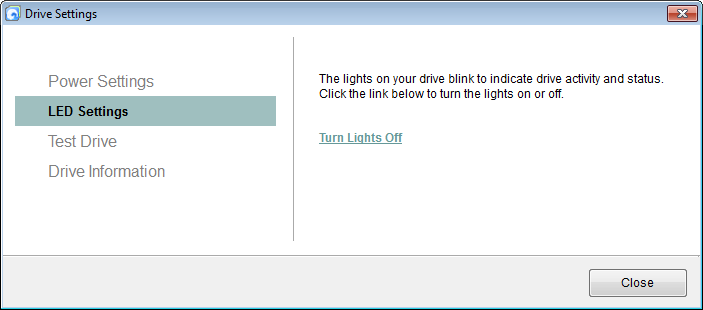 Drive Settings
Power Settings
LED Settings
Test Drive
Drive Information
The lights on your drive blink to indicate drive activity and status.
Click the link below to turn the lights on or off.
Turn Lights Off
Close